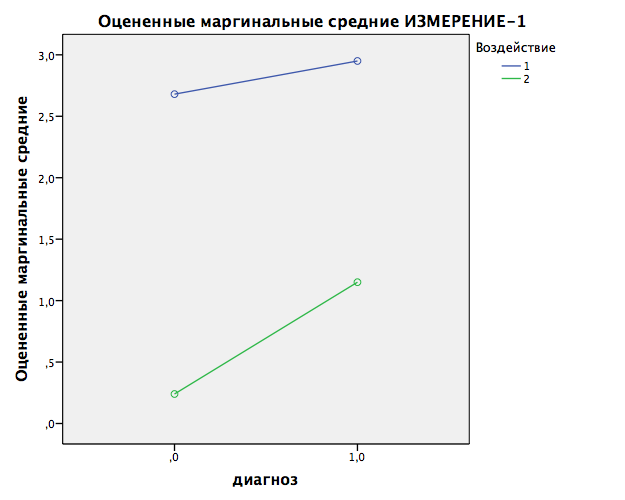 Оцененные маргинальные средние ИЗМЕРЕНИЕ-1
Воздействие
1
2
Оцененные маргинальные средние
3,0
2,5
2,0
1,5
1,0
,5
,0
,0
1,0
диагноз